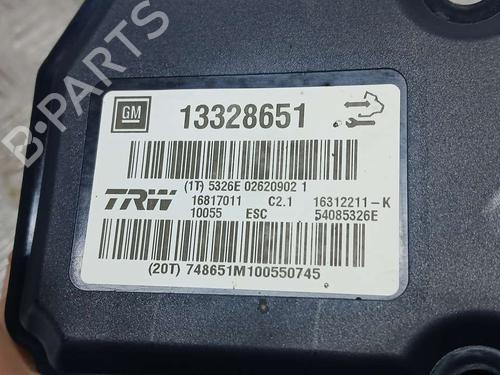 B-PARTS
GM 13328651
(1T) 5326E 02620902 1
TRW 16817011 C2.1 16312211-K
10055 ESC 54085326E
(20T) 748651M100550745